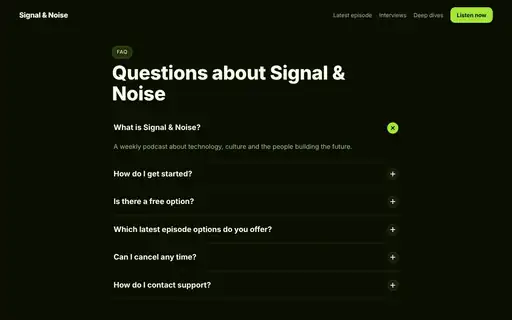 Signal & Noise
Latest episode Interviews Deep dives Listen now
FAQ
Questions about Signal &
Noise
What is Signal & Noise?
A weekly podcast about technology, culture and the people building the future.
How do I get started?
Is there a free option?
Which latest episode options do you offer?
Can I cancel any time?
How do I contact support?